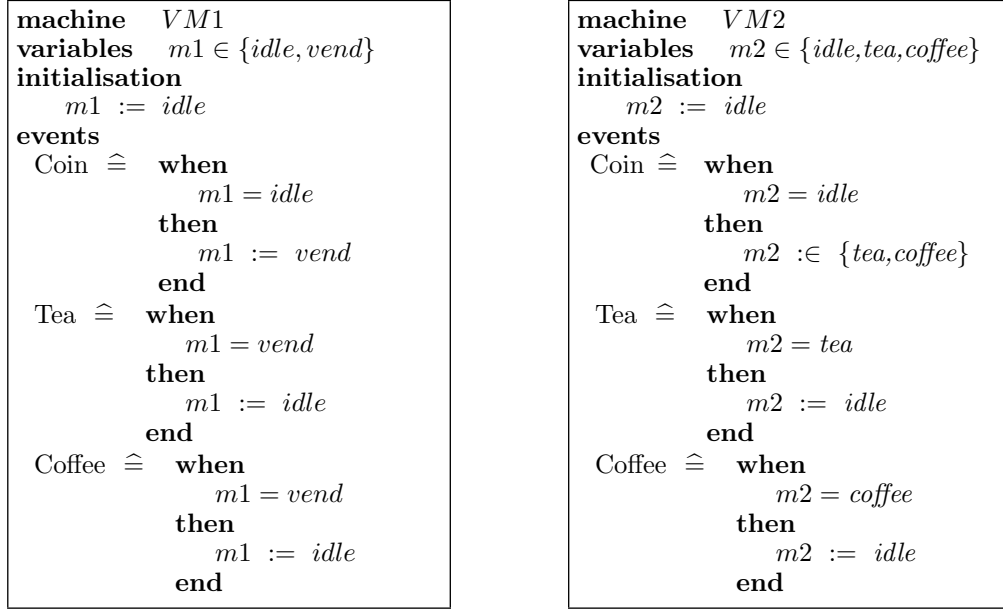 machine VM1
variables m1 ∈ {idle, vend}
initialisation
m1 := idle
events
Coin ≙ when
m1 = idle
then
m1 := vend
end
Tea ≙ when
m1 = vend
then
m1 := idle
end
Coffee ≙ when
m1 = vend
then
m1 := idle
end
machine VM2
variables m2 ∈ {idle,tea,coffee}
initialisation
m2 := idle
events
Coin ≙ when
m2 = idle
then
m2 :∈ {tea,coffee}
end
Tea ≙ when
m2 = tea
then
m2 := idle
end
Coffee ≙ when
m2 = coffee
then
m2 := idle
end